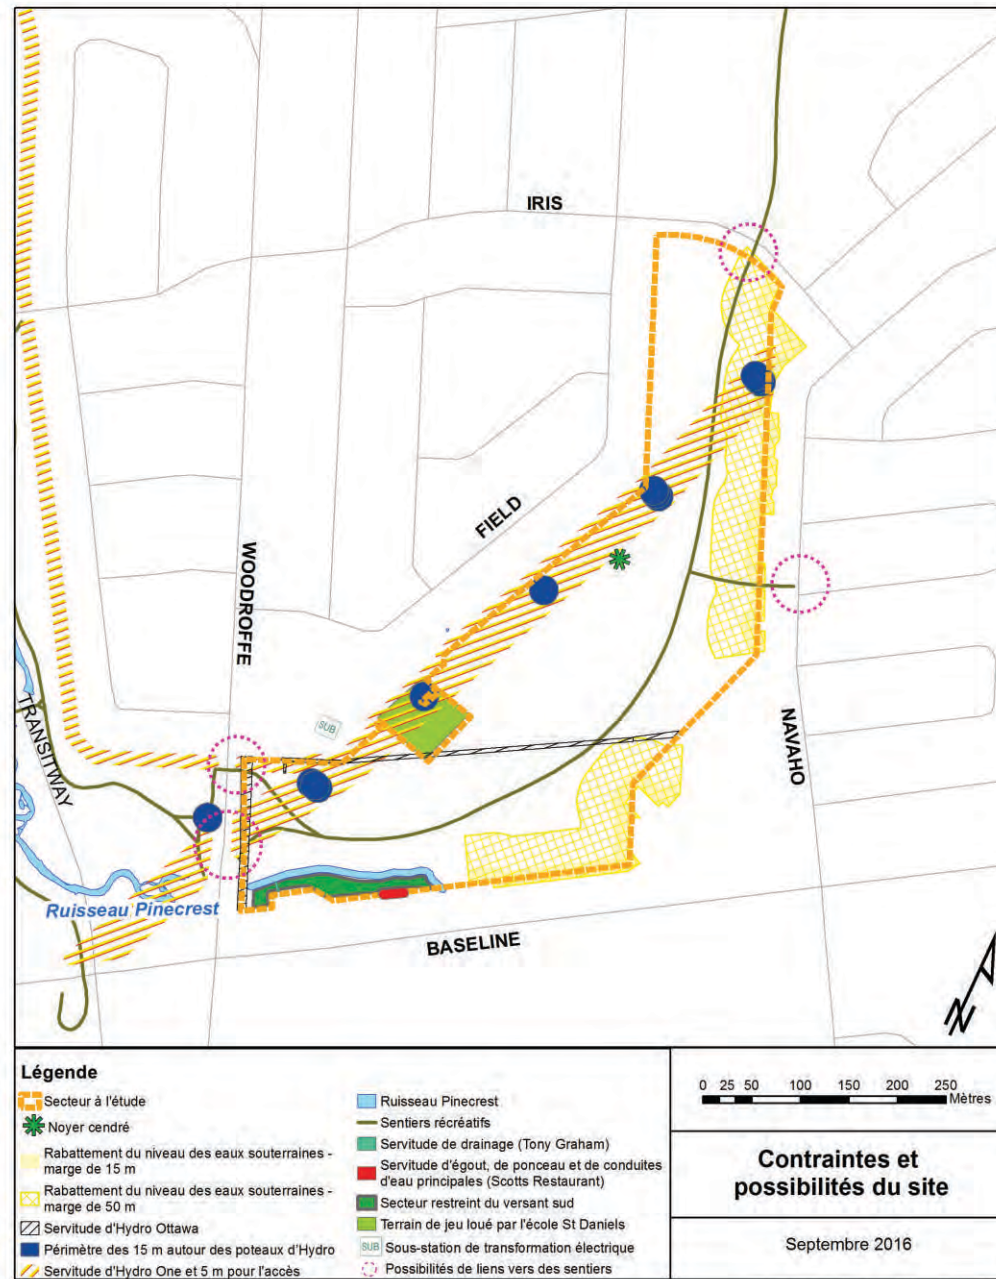 IRIS
FIELD
WOODROFFE
SUB
TRANSITWAY
NAVAHO
Ruisseau Pinecrest
BASELINE
N
Légende
Secteur à l'étude
Noyer cendré
Rabattement du niveau des eaux souterraines -
marge de 15 m
Rabattement du niveau des eaux souterraines -
marge de 50 m
Servitude d'Hydro Ottawa
Périmètre des 15 m autour des poteaux d'Hydro
Servitude d'Hydro One et 5 m pour l'accès
Ruisseau Pinecrest
Sentiers récréatifs
Servitude de drainage (Tony Graham)
Servitude d'égout, de ponceau et de conduites
d'eau principales (Scotts Restaurant)
Secteur restreint du versant sud
Terrain de jeu loué par l'école St Daniels
SUB Sous-station de transformation électrique
Possibilités de liens vers des sentiers
0 25 50 100 150 200 250
Mètres
Contraintes et
possibilités du site
Septembre 2016